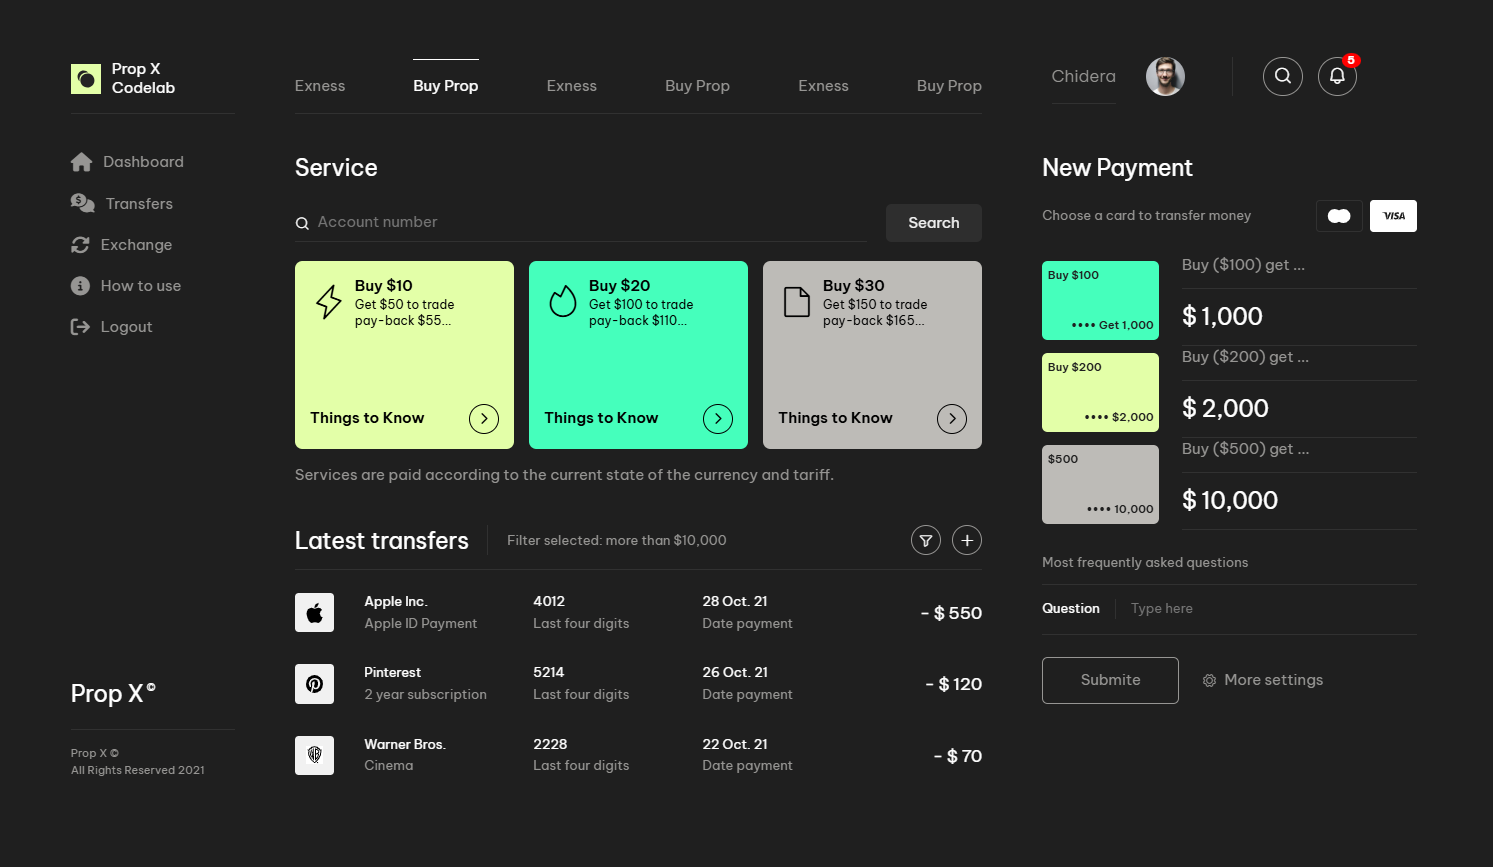 Prop X
Codelab
Exness
Buy Prop
Exness
Buy Prop
Exness
Buy Prop
Chidera
5
Dashboard
Transfers
Exchange
How to use
Logout
Service
Account number
Search
Buy $10
Get $50 to trade
pay-back $55...
Things to Know
Buy $20
Get $100 to trade
pay-back $110...
Things to Know
Buy $30
Get $150 to trade
pay-back $165...
Things to Know
Services are paid according to the current state of the currency and tariff.
Latest transfers
Filter selected: more than $10,000
Apple Inc.
Apple ID Payment
4012
Last four digits
28 Oct. 21
Date payment
- $ 550
Pinterest
2 year subscription
5214
Last four digits
26 Oct. 21
Date payment
- $ 120
Warner Bros.
Cinema
2228
Last four digits
22 Oct. 21
Date payment
- $ 70
New Payment
Choose a card to transfer money
VISA
Buy $100
•••• Get 1,000
Buy ($100) get ...
$ 1,000
Buy $200
•••• $2,000
Buy ($200) get ...
$ 2,000
$500
•••• 10,000
Buy ($500) get ...
$ 10,000
Most frequently asked questions
Question
Type here
Submite
More settings
Prop X ©
Prop X ©
All Rights Reserved 2021